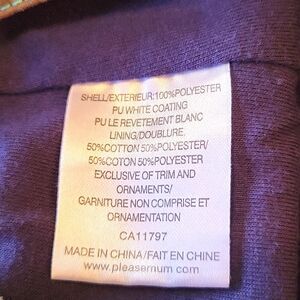 SHELL/EXTERIEUR:100%POLYESTER
PU WHITE COATING
PU LE REVETEMENT BLANC
LINING/DOUBLURE.
50%COTTON 50%POLYESTER/
50%COTON 50%POLYESTER
EXCLUSIVE OF TRIM AND
ORNAMENTS/
GARNITURE NON COMPRISE ET
ORNAMENTATION
CA11797
MADE IN CHINA/FAIT EN CHINE
www.pleasemum.com